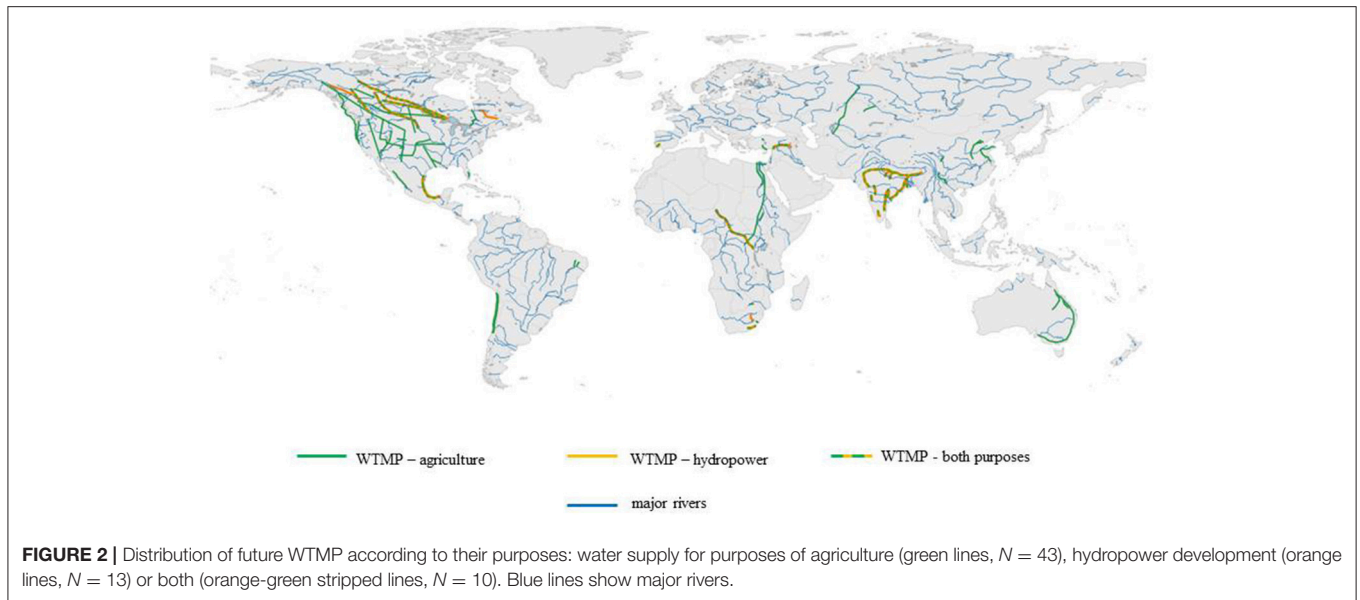 WTMP – agriculture
WTMP – hydropower
WTMP - both purposes
major rivers
FIGURE 2 | Distribution of future WTMP according to their purposes: water supply for purposes of agriculture (green lines, N = 43), hydropower development (orange
lines, N = 13) or both (orange-green stripped lines, N = 10). Blue lines show major rivers.